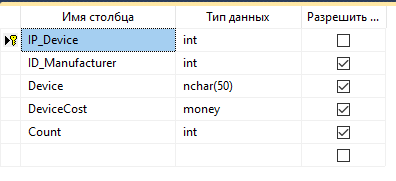 Имя столбца Тип данных Разрешить ...
IP_Device int
ID_Manufacturer int
Device nchar(50)
DeviceCost money
Count int